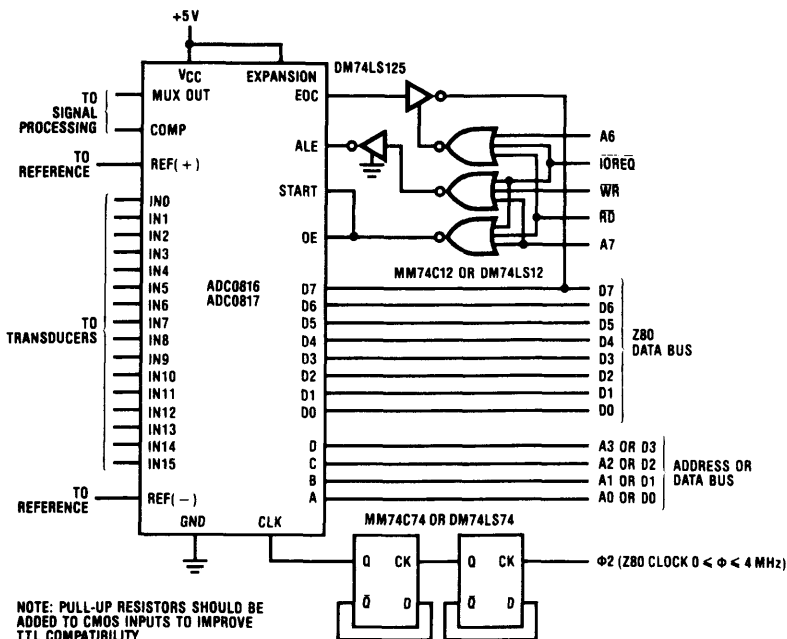 +5V
VCC
EXPANSION
DM74LS125
TO
SIGNAL
PROCESSING
MUX OUT
COMP
EOC
ALE
START
OE
A6
IOREQ
WR
RD
A7
MM74C12 OR DM74LS12
TO
REFERENCE
REF(+)
TO
TRANSDUCERS
IN0
IN1
IN2
IN3
IN4
IN5
IN6
IN7
IN8
IN9
IN10
IN11
IN12
IN13
IN14
IN15
ADC0816
ADC0817
D7
D6
D5
D4
D3
D2
D1
D0
D7
D6
D5
D4
D3
D2
D1
D0
Z80
DATA BUS
D
C
B
A
A3 OR D3
A2 OR D2
A1 OR D1
A0 OR D0
ADDRESS OR
DATA BUS
TO
REFERENCE
REF(−)
GND
CLK
MM74C74 OR DM74LS74
Q CK
Q̄ D
Q CK
Q̄ D
Φ2 (Z80 CLOCK 0 ⩽ Φ ⩽ 4 MHz)
NOTE: PULL-UP RESISTORS SHOULD BE
ADDED TO CMOS INPUTS TO IMPROVE
TTL COMPATIBILITY